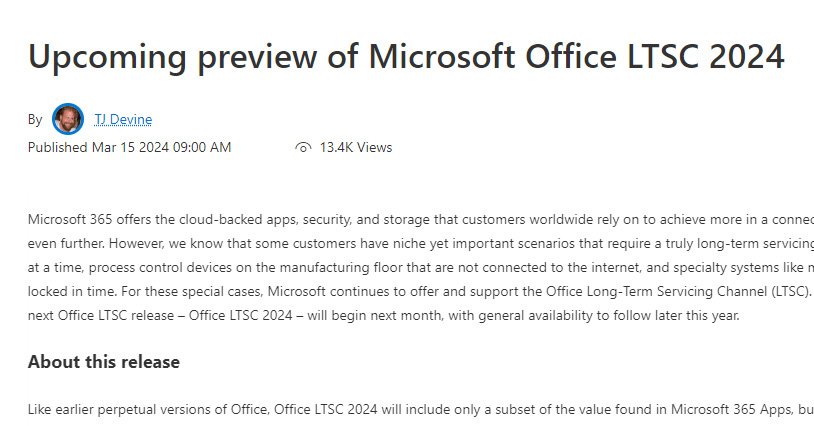 Upcoming preview of Microsoft Office LTSC 2024
By TJ Devine
Published Mar 15 2024 09:00 AM 13.4K Views
Microsoft 365 offers the cloud-backed apps, security, and storage that customers worldwide rely on to achieve more in a connec
even further. However, we know that some customers have niche yet important scenarios that require a truly long-term servicing
at a time, process control devices on the manufacturing floor that are not connected to the internet, and specialty systems like m
locked in time. For these special cases, Microsoft continues to offer and support the Office Long-Term Servicing Channel (LTSC).
next Office LTSC release – Office LTSC 2024 – will begin next month, with general availability to follow later this year.
About this release
Like earlier perpetual versions of Office, Office LTSC 2024 will include only a subset of the value found in Microsoft 365 Apps, bu